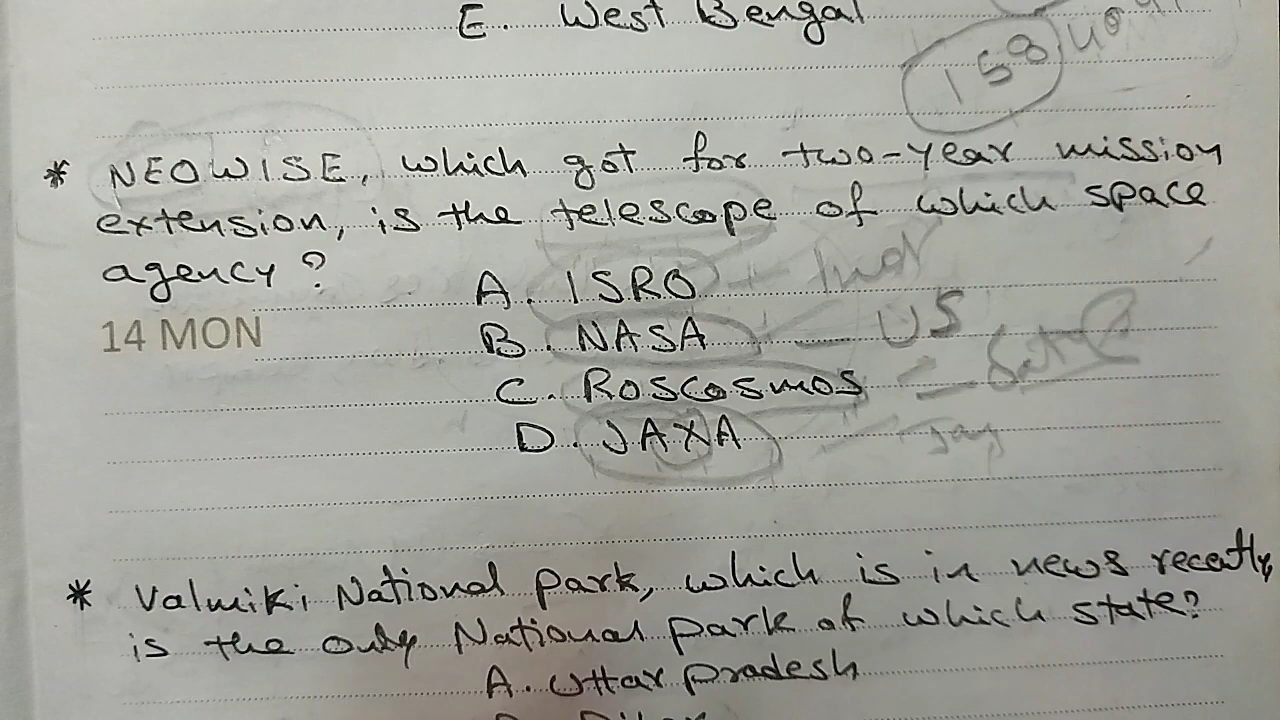 E. West Bengal
158
* NEOWISE, which got for two-year mission
extension, is the telescope of which space
agency?
A. ISRO
14 MON
B. NASA - US
C. Roscosmos
D. JAXA
* Valmiki National park, which is in news recently,
is the only National park of which state?
A. Uttar pradesh